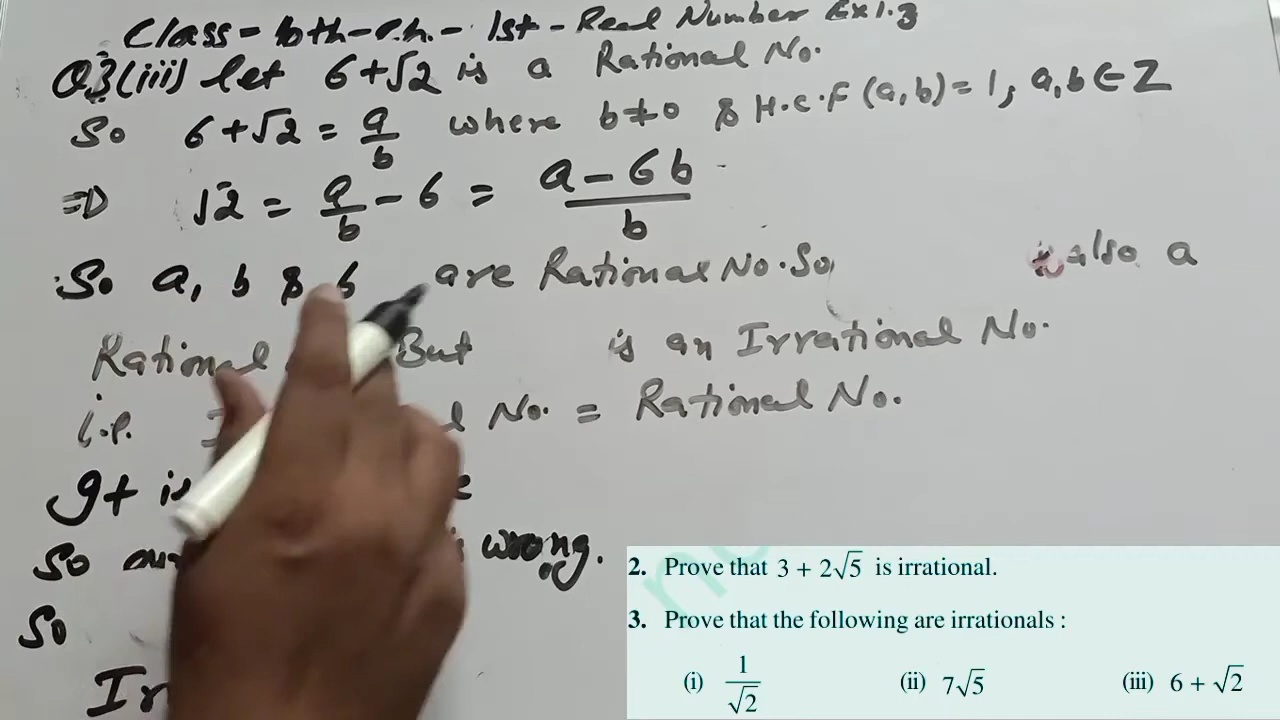 Class - 10th - Ch. - 1st - Real Number Ex 1.3
Q.3(iii) let 6+√2 is a Rational No.
So 6+√2 = a/b where b≠0 & H.C.F (a,b) = 1, a,b ∈ Z
⇒ √2 = a/b - 6 = a-6b/b
So a, b & 6 are Rational No. So, is also a
Rational But is an Irrational No.
i.e. No. = Rational No.
It is
So wrong.
So
2. Prove that 3 + 2√5 is irrational.
3. Prove that the following are irrationals :
(i) 1/√2 (ii) 7√5 (iii) 6 + √2